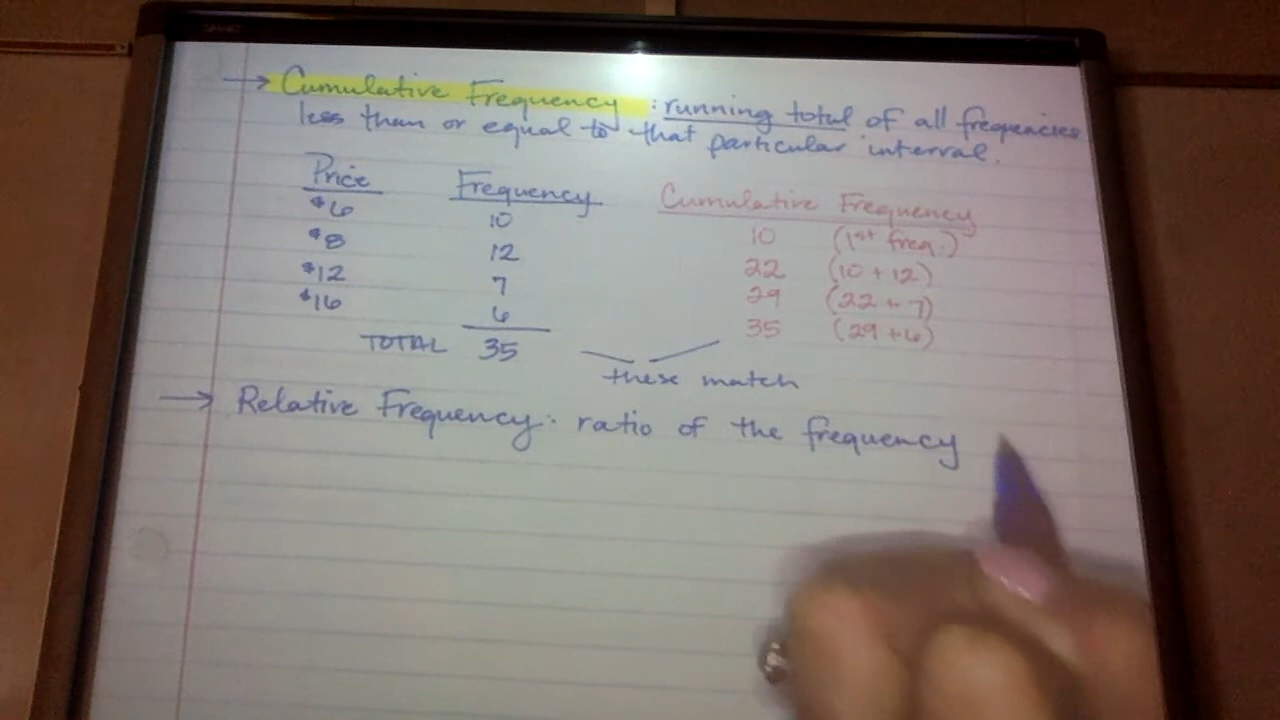 → Cumulative Frequency : running total of all frequencies
less than or equal to that particular interval.
Price Frequency Cumulative Frequency
$6 10 10 (1st freq.)
$8 12 22 (10 + 12)
$12 7 29 (22 + 7)
$16 6 35 (29 + 6)
TOTAL 35
these match
→ Relative Frequency: ratio of the frequency